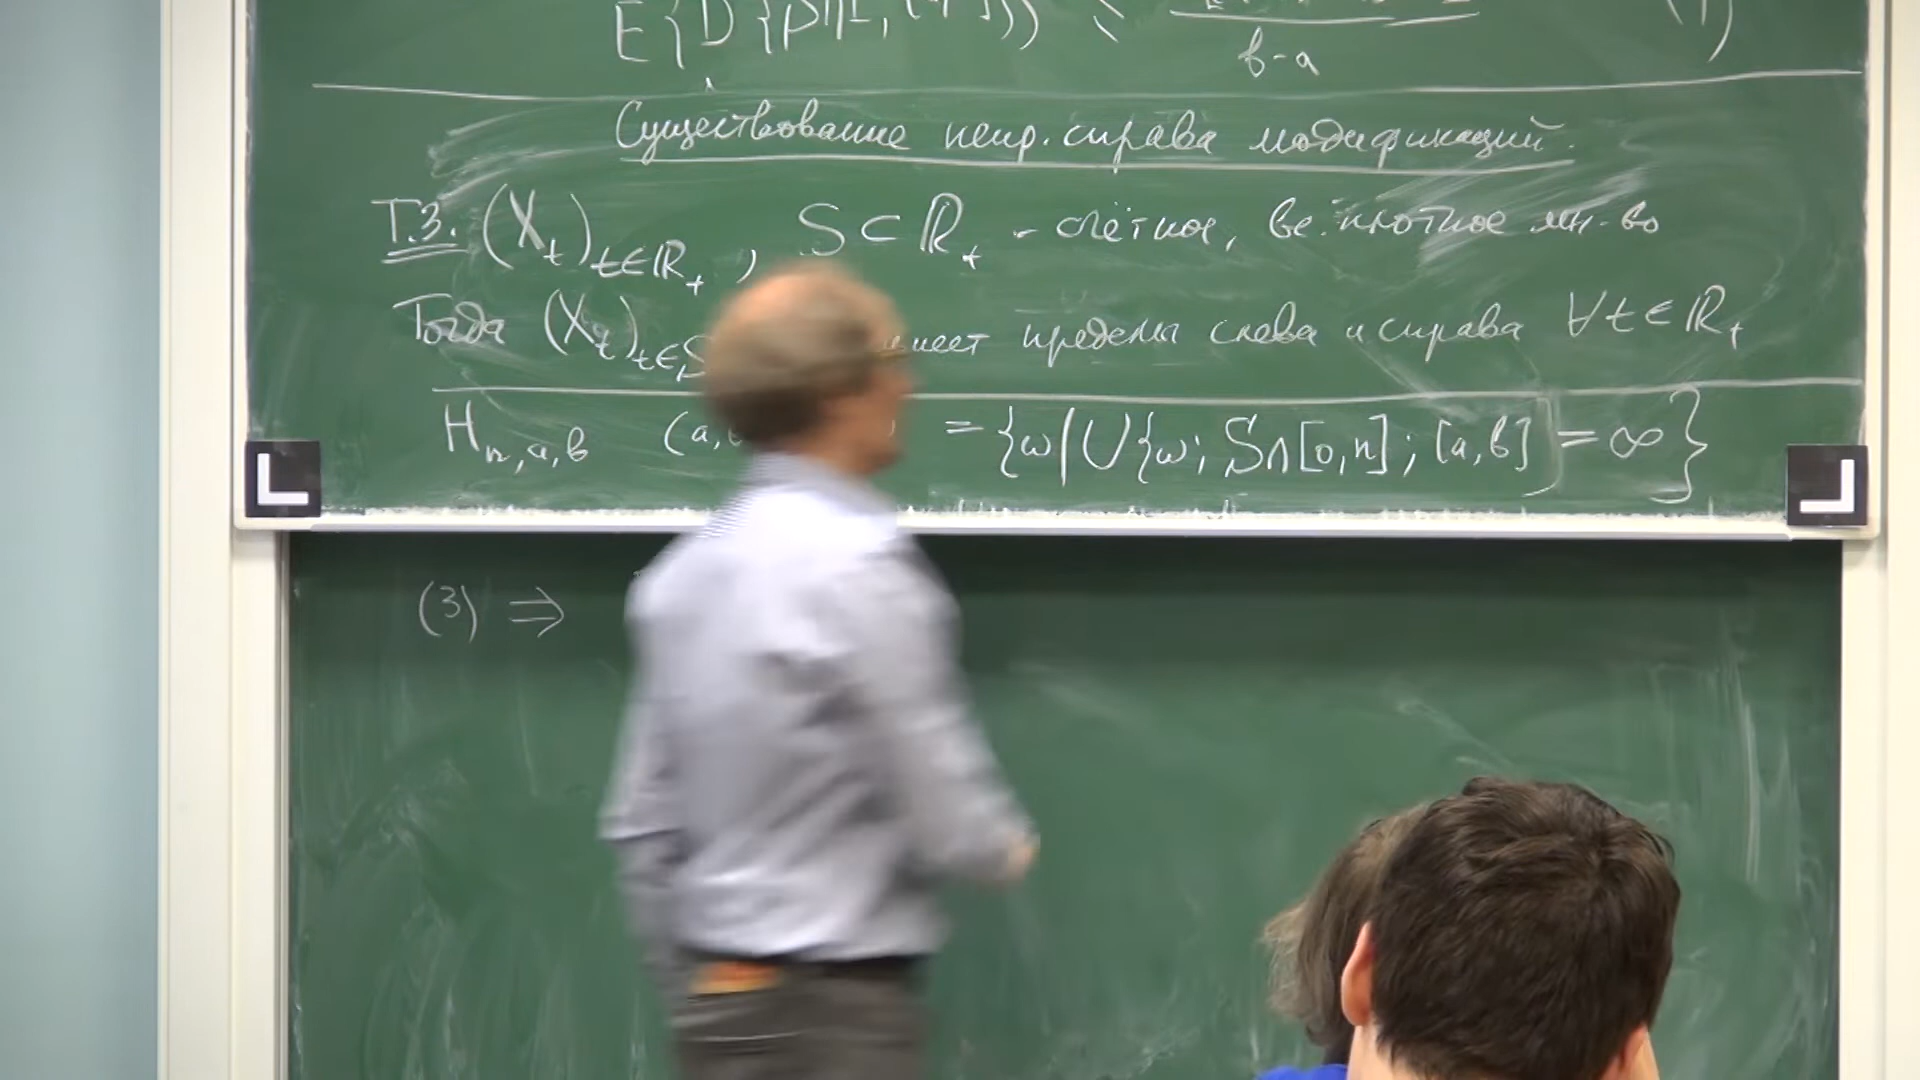 b-a
Существование непр. справа модификаций.
T.3. (X_t)_{t∈ℝ_+}, S⊂ℝ_+ - счётное, вс. плотное мн-во
Тогда (X_t)_{t∈S} имеет пределы слева и справа ∀t∈ℝ_+
H_{n,a,b} (a, = {ω|U{ω; S∩[0,n]; [a,b]} = ∞}
(3) ⇒